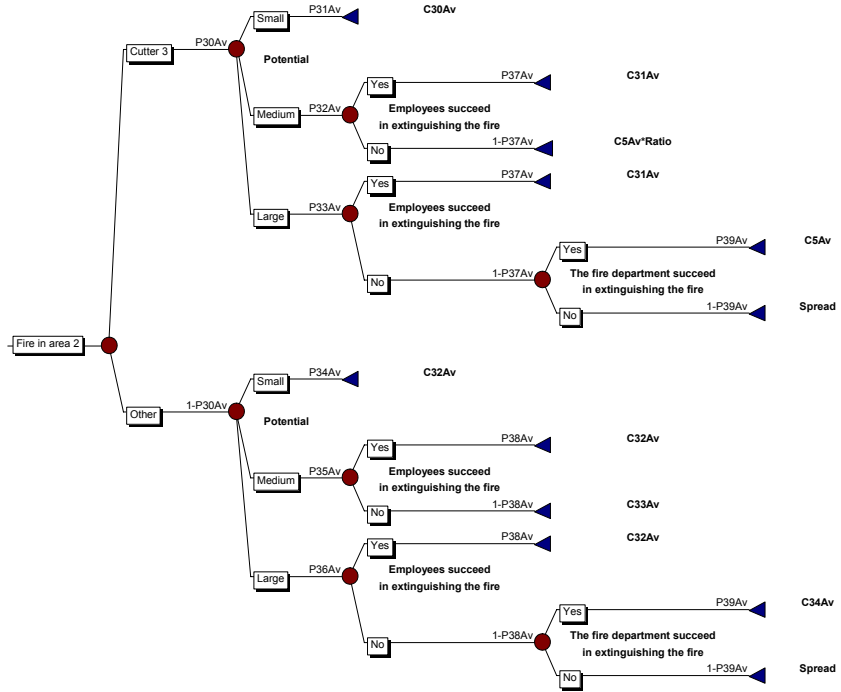 Small P31Av C30Av
Cutter 3 P30Av
Potential
Yes P37Av C31Av
Medium P32Av Employees succeed
in extinguishing the fire
No 1-P37Av C5Av*Ratio
Yes P37Av C31Av
Large P33Av Employees succeed
in extinguishing the fire
Yes P39Av C5Av
No 1-P37Av The fire department succeed
in extinguishing the fire
No 1-P39Av Spread
Fire in area 2
Small P34Av C32Av
Other 1-P30Av
Potential
Yes P38Av C32Av
Medium P35Av Employees succeed
in extinguishing the fire
No 1-P38Av C33Av
Yes P38Av C32Av
Large P36Av Employees succeed
in extinguishing the fire
Yes P39Av C34Av
No 1-P38Av The fire department succeed
in extinguishing the fire
No 1-P39Av Spread